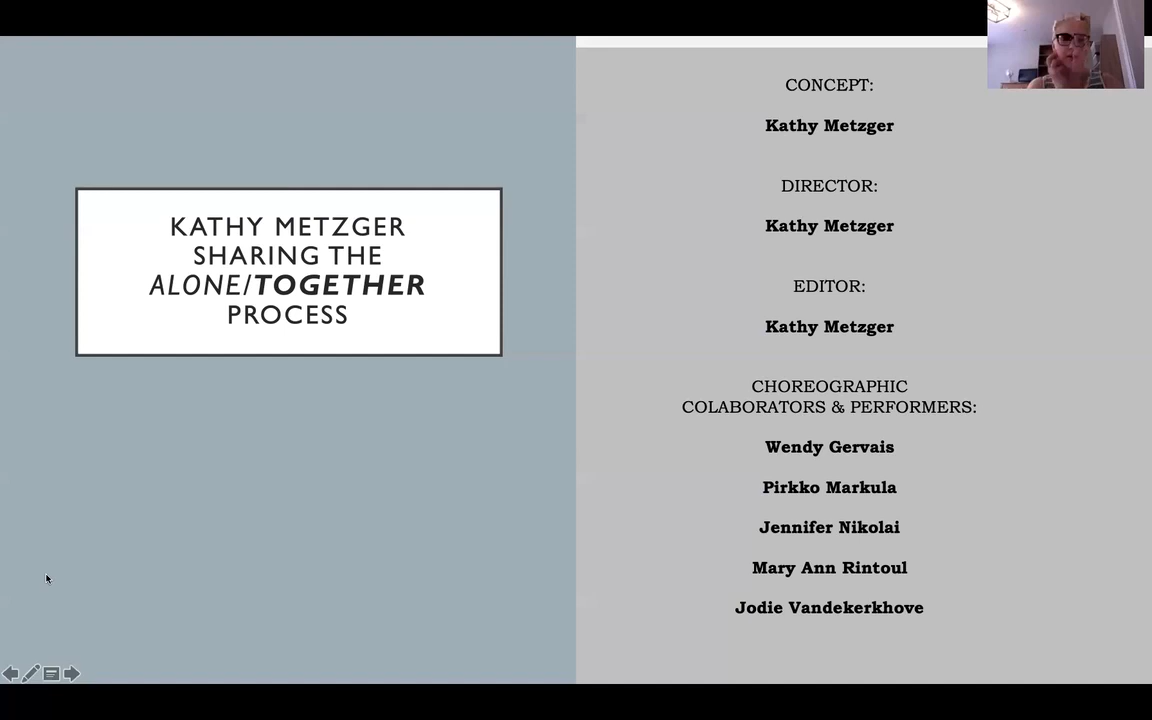 KATHY METZGER
SHARING THE
ALONE/TOGETHER
PROCESS
CONCEPT:
Kathy Metzger
DIRECTOR:
Kathy Metzger
EDITOR:
Kathy Metzger
CHOREOGRAPHIC
COLABORATORS & PERFORMERS:
Wendy Gervais
Pirkko Markula
Jennifer Nikolai
Mary Ann Rintoul
Jodie Vandekerkhove